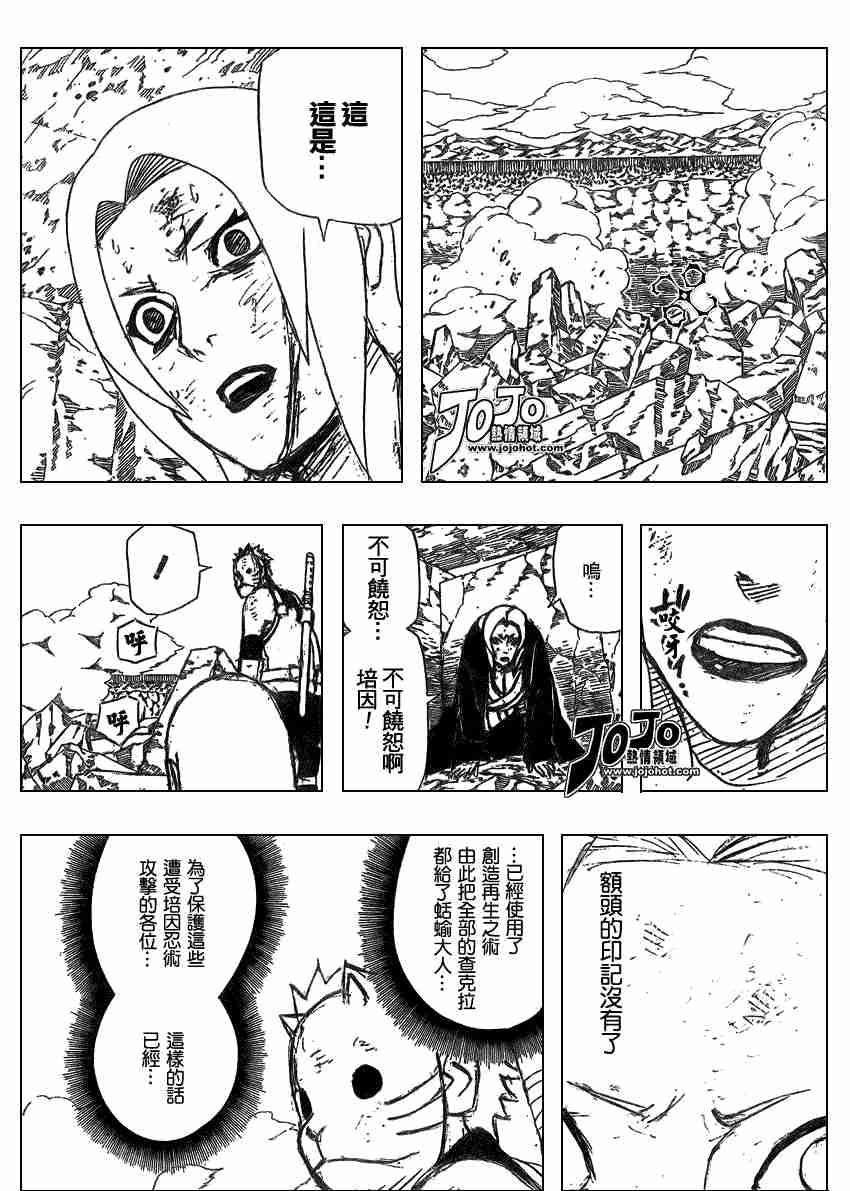 JOJO
熱情領域
www.jojohot.com
這
這是…
咬牙…
嗚…
不可饒恕…
不可饒恕啊
培因！
JOJO
熱情領域
www.jojohot.com
！
呼
呼
額頭的印記沒有了
…已經使用了
創造再生之術
由此把全部的查克拉
都給了蛞蝓大人…
為了保護這些
遭受培因忍術
攻擊的各位…
這樣的話
已經…